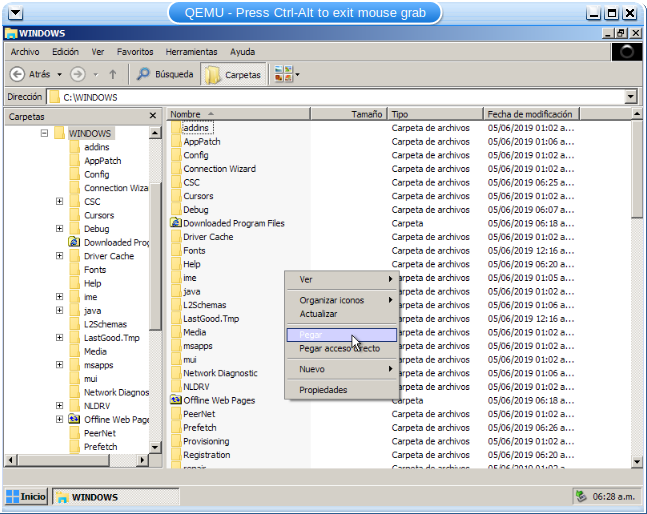 QEMU - Press Ctrl-Alt to exit mouse grab
WINDOWS
Archivo Edición Ver Favoritos Herramientas Ayuda
Atrás Búsqueda Carpetas
Dirección C:\WINDOWS
Carpetas
WINDOWS
addins
AppPatch
Config
Connection Wiza
CSC
Cursors
Debug
Downloaded Prog
Driver Cache
Fonts
Help
ime
java
L2Schemas
LastGood.Tmp
Media
msapps
mui
Network Diagnos
NLDRV
Offline Web Page
PeerNet
Prefetch
Nombre Tamaño Tipo Fecha de modificación
addins Carpeta de archivos 05/06/2019 01:02 a...
AppPatch Carpeta de archivos 05/06/2019 01:06 a...
Config Carpeta de archivos 05/06/2019 01:02 a...
Connection Wizard Carpeta de archivos 05/06/2019 01:02 a...
CSC Carpeta de archivos 05/06/2019 06:25 a...
Cursors Carpeta de archivos 05/06/2019 01:02 a...
Debug Carpeta de archivos 05/06/2019 06:07 a...
Downloaded Program Files Carpeta 05/06/2019 06:18 a...
Driver Cache Carpeta de archivos 05/06/2019 01:02 a...
Fonts Carpeta de archivos 05/06/2019 12:16 a...
Help Carpeta de archivos 05/06/2019 06:20 a...
ime Carpeta de archivos 05/06/2019 01:05 a...
java Carpeta de archivos 05/06/2019 01:02 a...
L2Schemas Carpeta de archivos 05/06/2019 01:06 a...
LastGood.Tmp Carpeta de archivos 05/06/2019 12:16 a...
Media Carpeta de archivos 05/06/2019 01:02 a...
msapps Carpeta de archivos 05/06/2019 01:02 a...
mui Carpeta de archivos 05/06/2019 01:02 a...
Network Diagnostic Carpeta de archivos 05/06/2019 01:06 a...
NLDRV Carpeta de archivos 05/06/2019 01:02 a...
Offline Web Pages Carpeta 05/06/2019 06:18 a...
PeerNet Carpeta de archivos 05/06/2019 01:02 a...
Prefetch Carpeta de archivos 05/06/2019 06:26 a...
Provisioning Carpeta de archivos 05/06/2019 01:02 a...
Registration Carpeta de archivos 05/06/2019 06:20 a...
repair Carpeta de archivos 05/06/2019 01:02 a...
Ver
Organizar iconos
Actualizar
Pegar
Pegar acceso directo
Nuevo
Propiedades
Inicio WINDOWS 06:28 a.m.